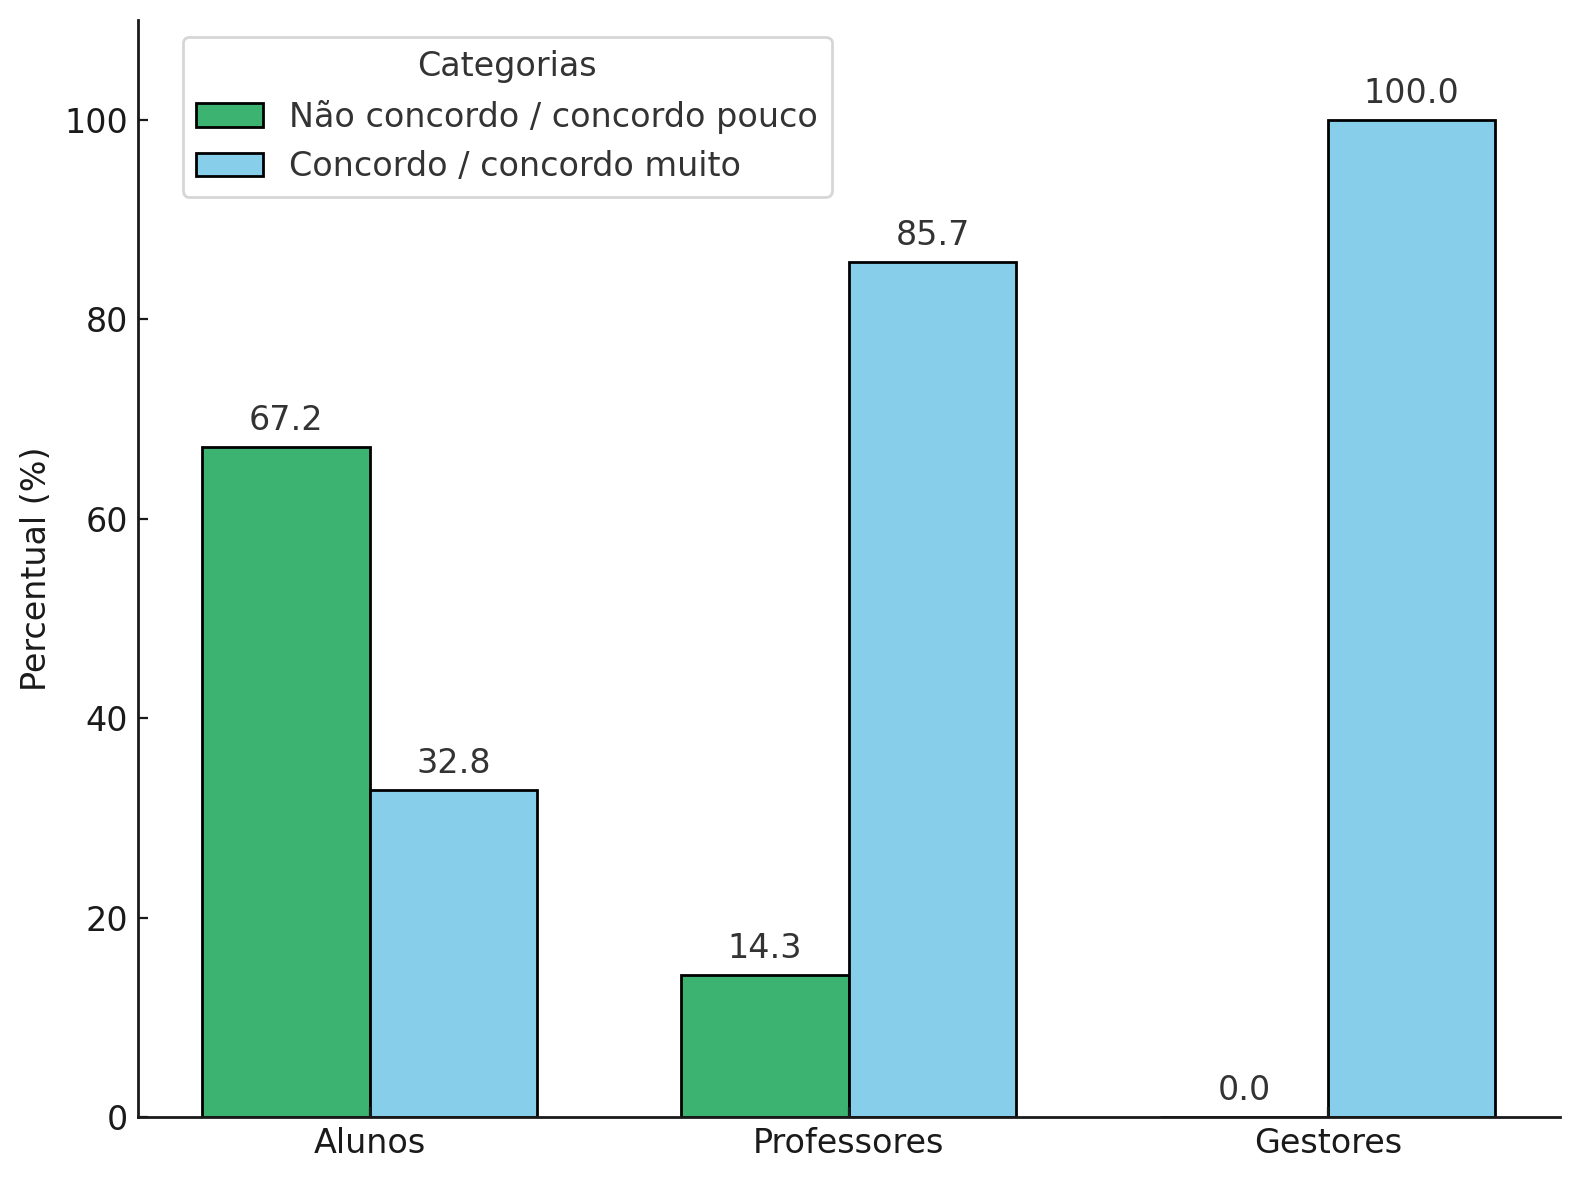 Categorias
Não concordo / concordo pouco
Concordo / concordo muito
Percentual (%)
100
80
60
40
20
0
67.2
32.8
14.3
85.7
0.0
100.0
Alunos
Professores
Gestores